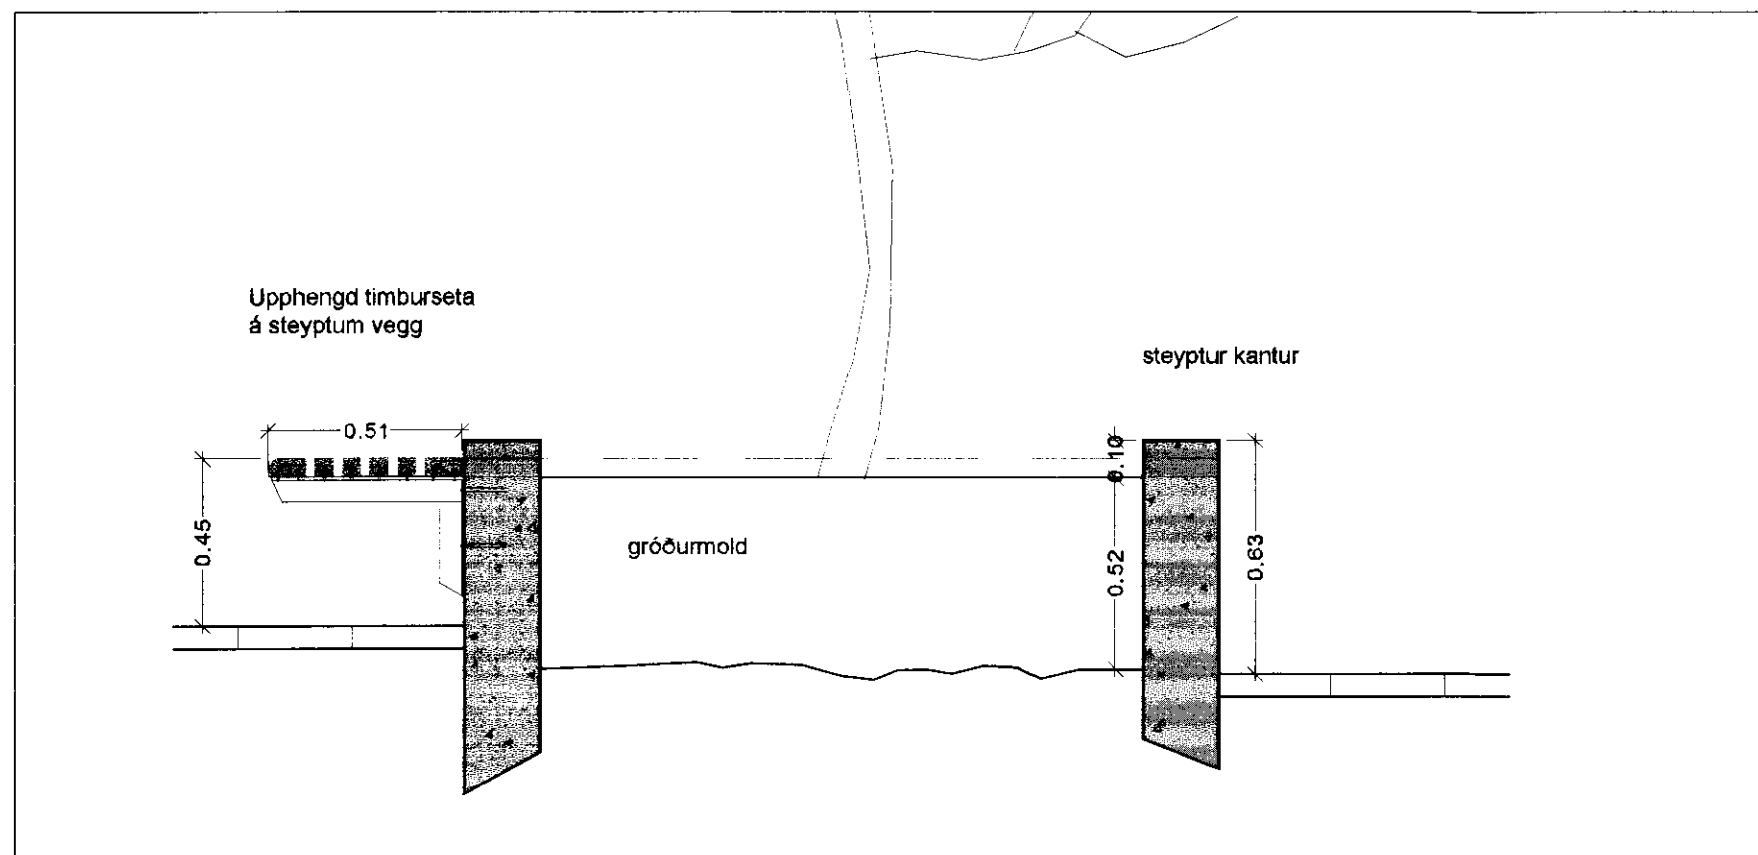 Upphengd timburseta
á steyptum vegg
steyptur kantur
0.51
0.10
0.45
gróðurmold
0.52
0.63